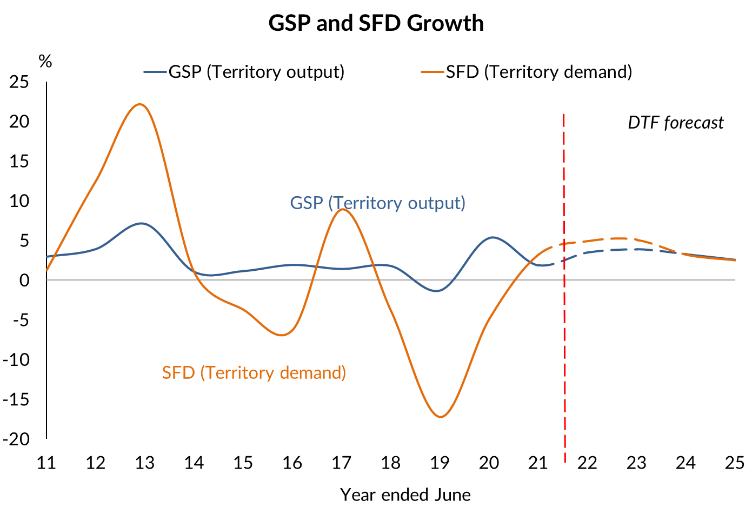 GSP and SFD Growth
%
GSP (Territory output) SFD (Territory demand)
25
DTF forecast
20
15
10
GSP (Territory output)
5
0
-5
-10
SFD (Territory demand)
-15
-20
11 12 13 14 15 16 17 18 19 20 21 22 23 24 25
Year ended June